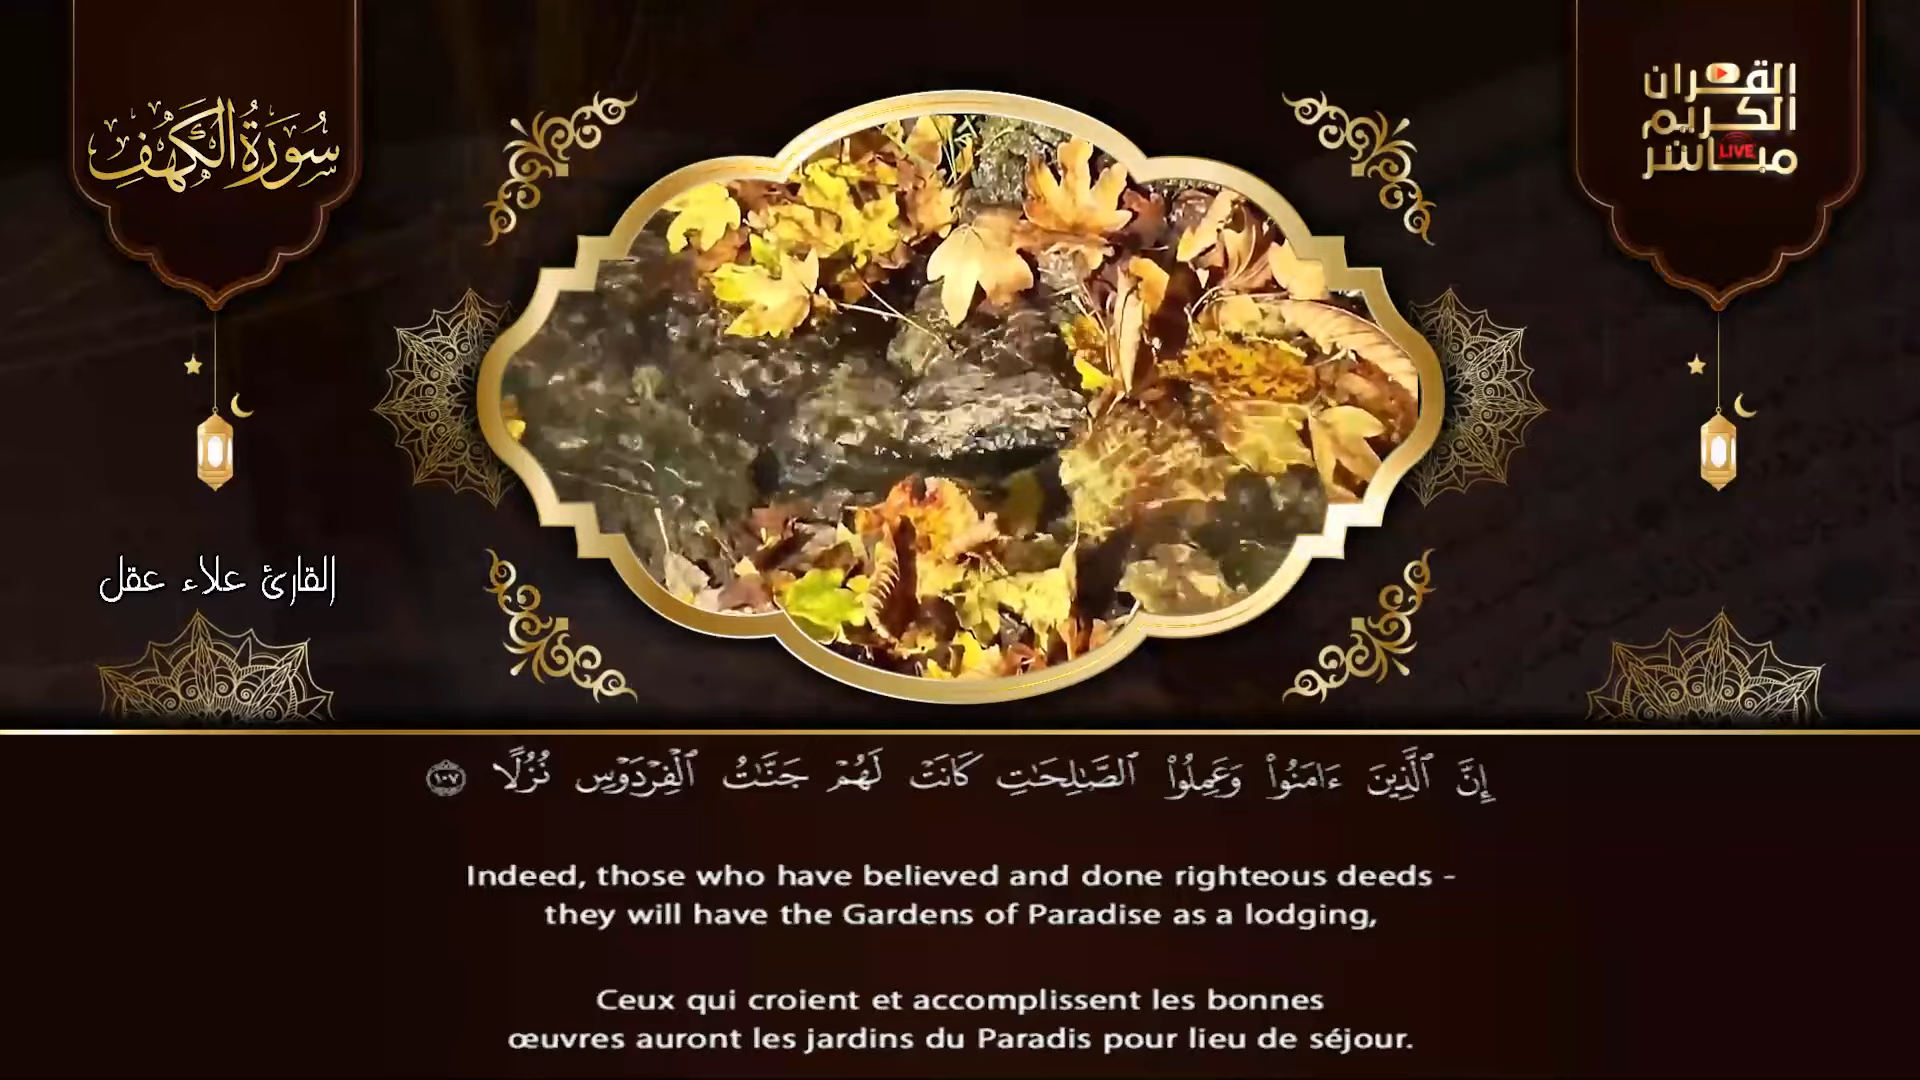 سُورَةُ الكَهْفِ
القرآن
الكريم
مباشر
LIVE
القارئ علاء عقل
إِنَّ ٱلَّذِينَ ءَامَنُوا۟ وَعَمِلُوا۟ ٱلصَّـٰلِحَـٰتِ كَانَتْ لَهُمْ جَنَّـٰتُ ٱلْفِرْدَوْسِ نُزُلًا ١٠٧
Indeed, those who have believed and done righteous deeds -
they will have the Gardens of Paradise as a lodging,
Ceux qui croient et accomplissent les bonnes
œuvres auront les jardins du Paradis pour lieu de séjour.